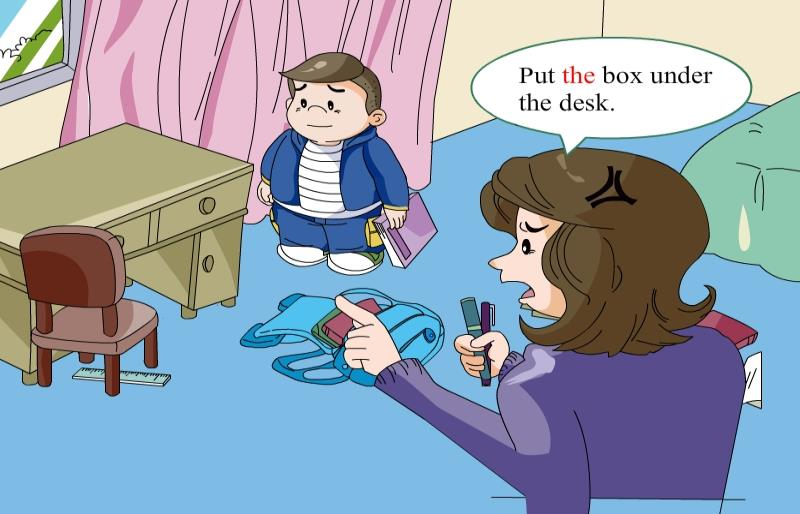 Put the box under
the desk.